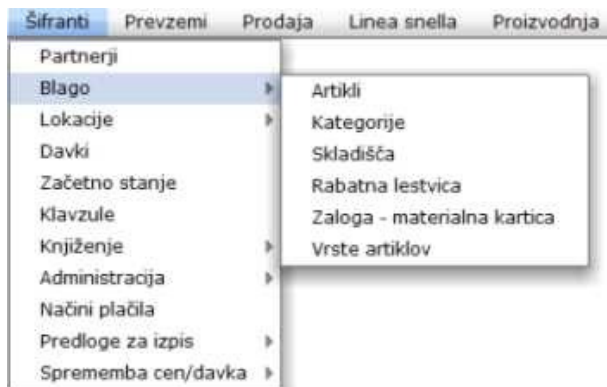 Šifranti Prevzemi Prodaja Linea snella Proizvodnja
Partnerji
Blago
Lokacije
Davki
Začetno stanje
Klavzule
Knjiženje
Administracija
Načini plačila
Predloge za izpis
Sprememba cen/davka
Artikli
Kategorije
Skladišča
Rabatna lestvica
Zaloga - materialna kartica
Vrste artiklov